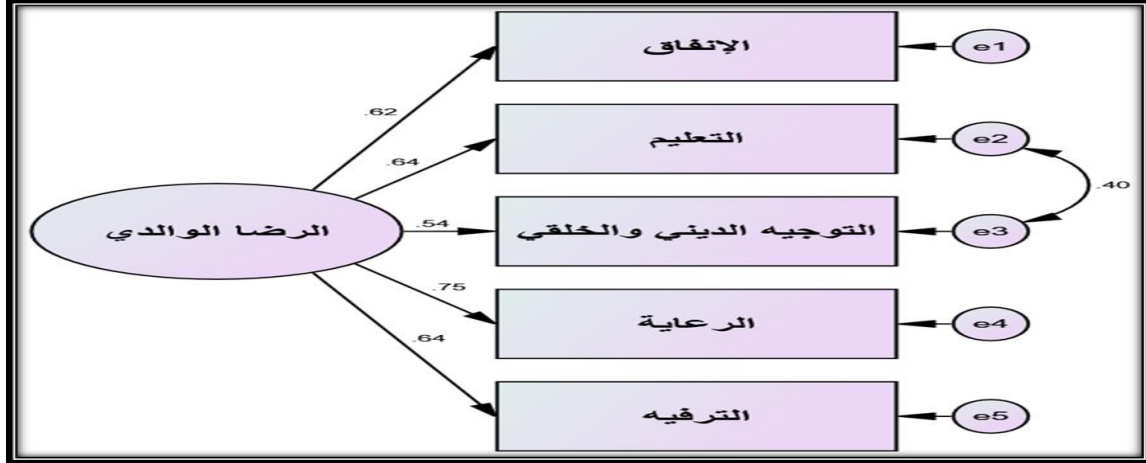 الإنفاق
e1
.62
التعليم
e2
.64
.40
الرضا الوالدي
.54
التوجيه الديني والخلقي
e3
.75
الرعاية
e4
.64
الترفيه
e5